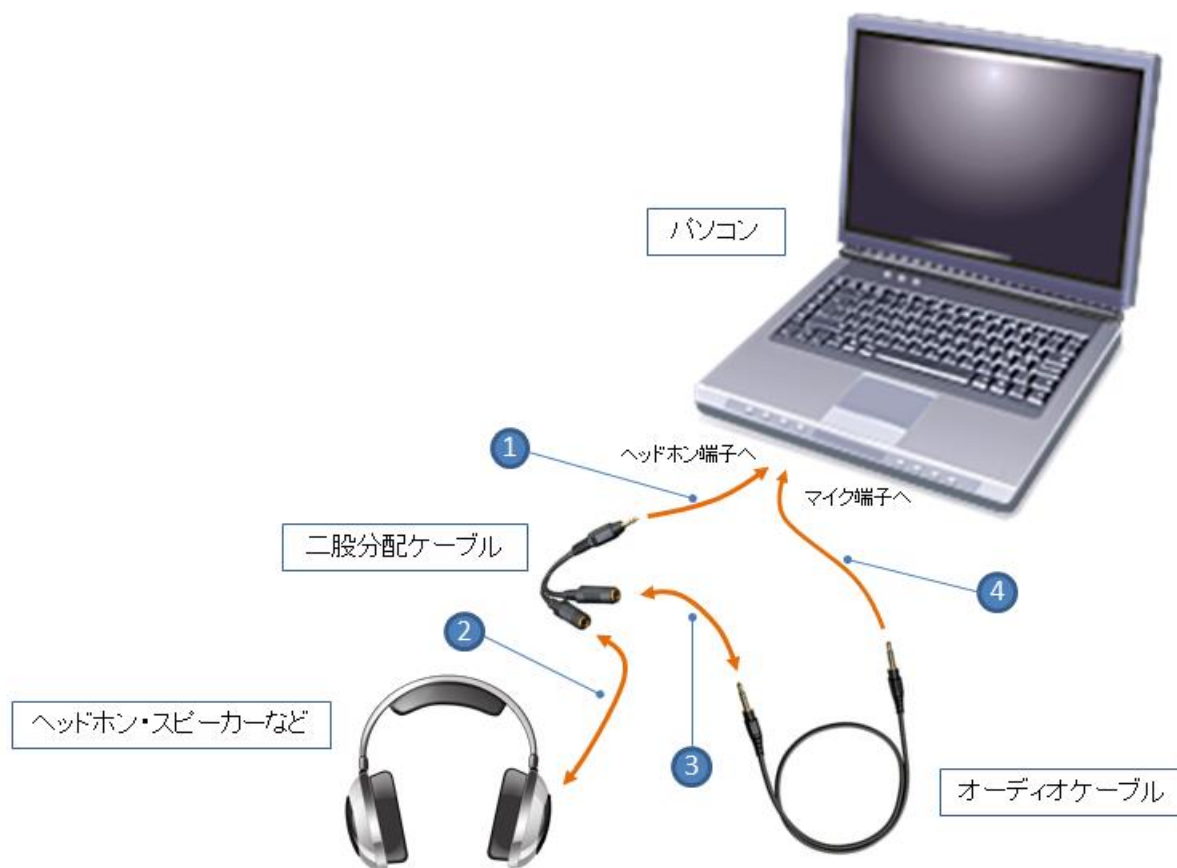 パソコン
1
ヘッドホン端子へ
マイク端子へ
二股分配ケーブル
4
2
ヘッドホン・スピーカーなど
3
オーディオケーブル